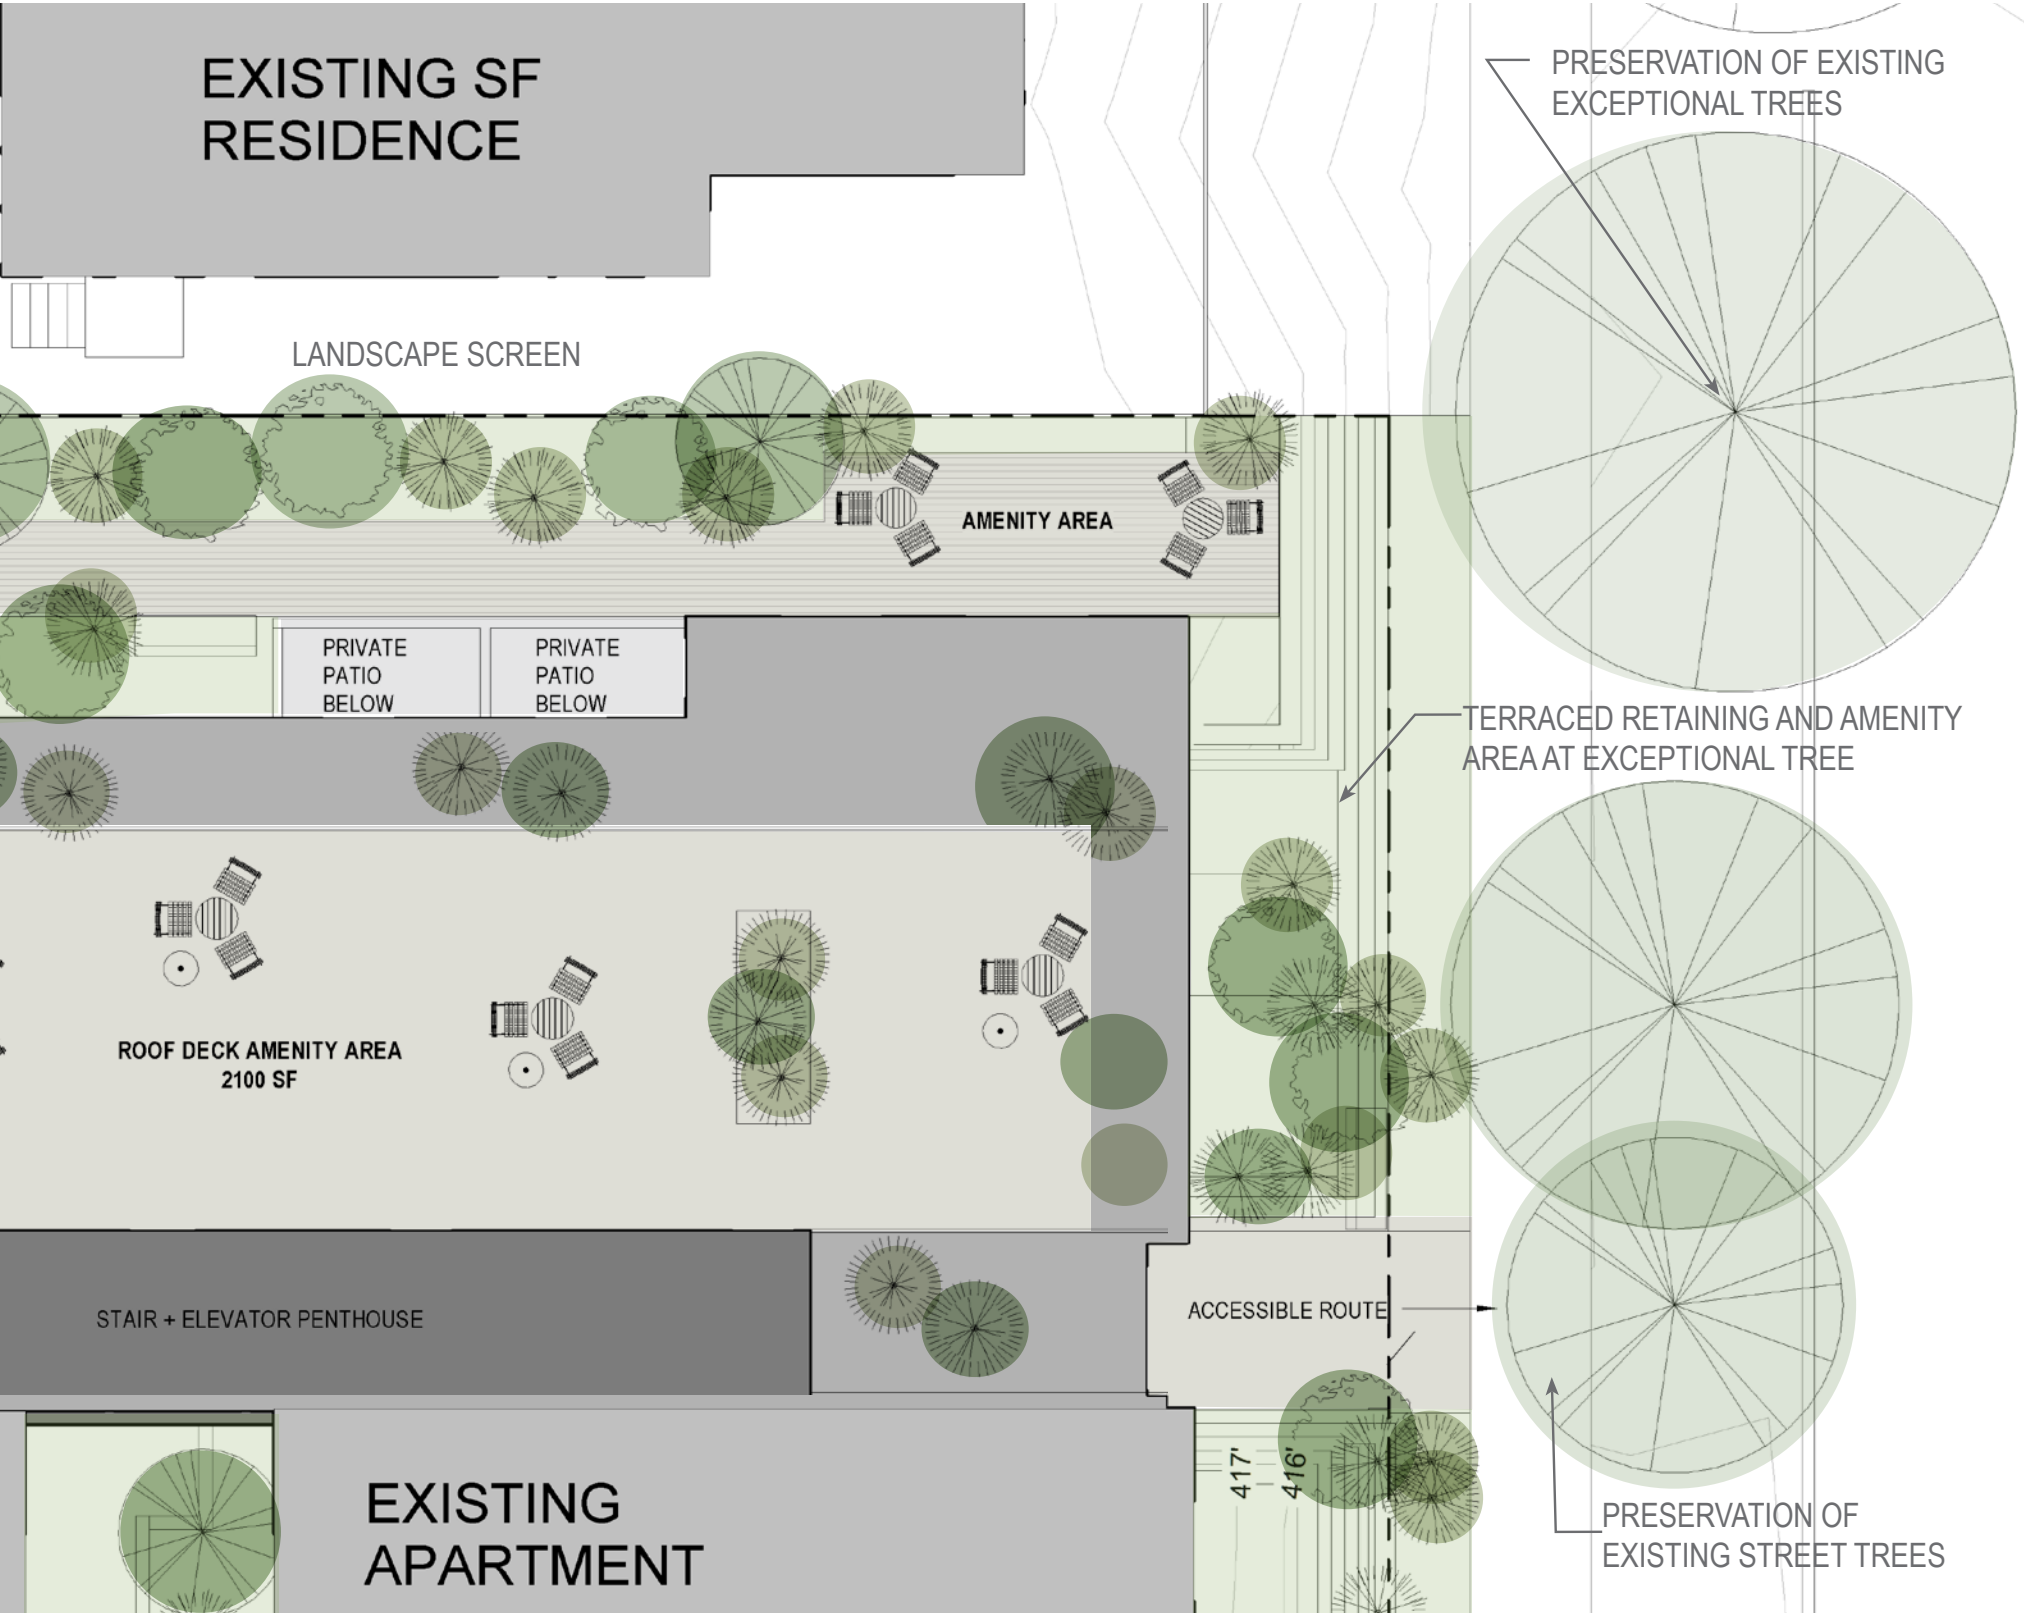 EXISTING SF
RESIDENCE
PRESERVATION OF EXISTING
EXCEPTIONAL TREES
LANDSCAPE SCREEN
AMENITY AREA
PRIVATE
PATIO
BELOW
PRIVATE
PATIO
BELOW
TERRACED RETAINING AND AMENITY
AREA AT EXCEPTIONAL TREE
ROOF DECK AMENITY AREA
2100 SF
STAIR + ELEVATOR PENTHOUSE
ACCESSIBLE ROUTE
417'
416'
EXISTING
APARTMENT
PRESERVATION OF
EXISTING STREET TREES